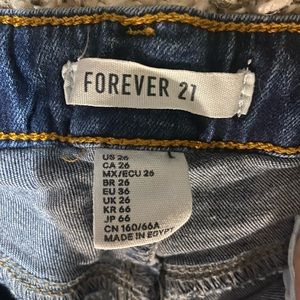 FOREVER 21
US 26
CA 26
MX/ECU 26
BR 26
EU 36
UK 26
KR 66
JP 66
CN 160/66A
MADE IN EGYPT